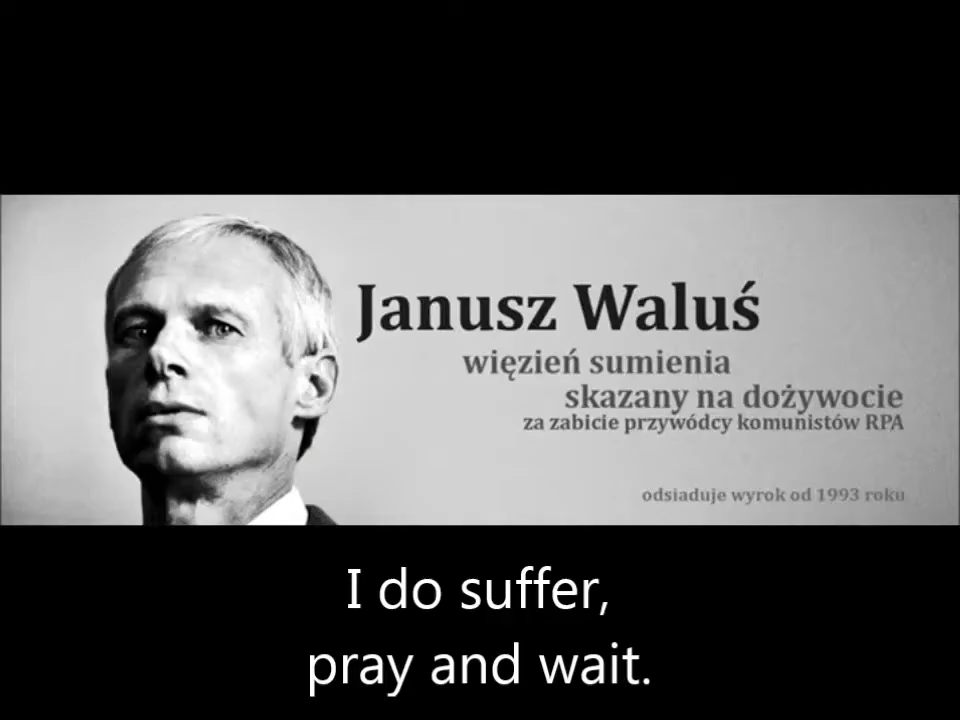 Janusz Waluś
więzień sumienia
skazany na dożywocie
za zabicie przywódcy komunistów RPA
odsiaduje wyrok od 1993 roku
I do suffer,
pray and wait.